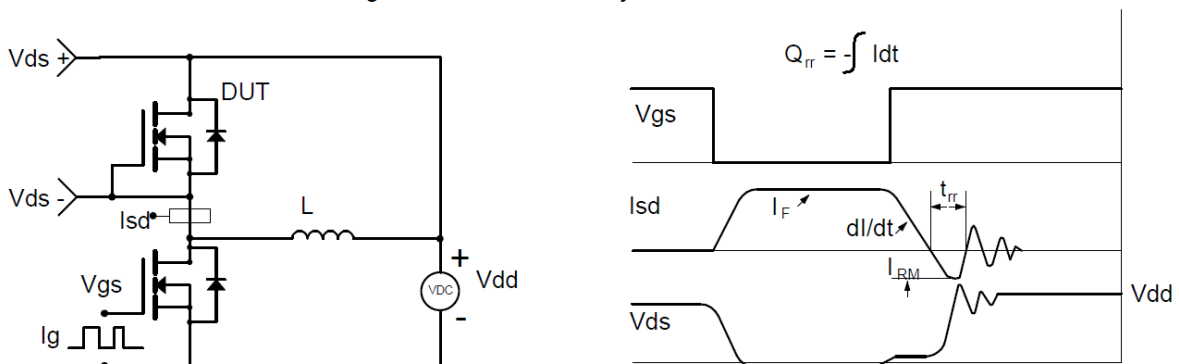 Vds +
DUT
Vds -
Isd
L
Vgs
Ig
+
VDC
-
Vdd
Qrr = -∫ Idt
Vgs
Isd
IF
dI/dt
trr
IRM
Vds
Vdd